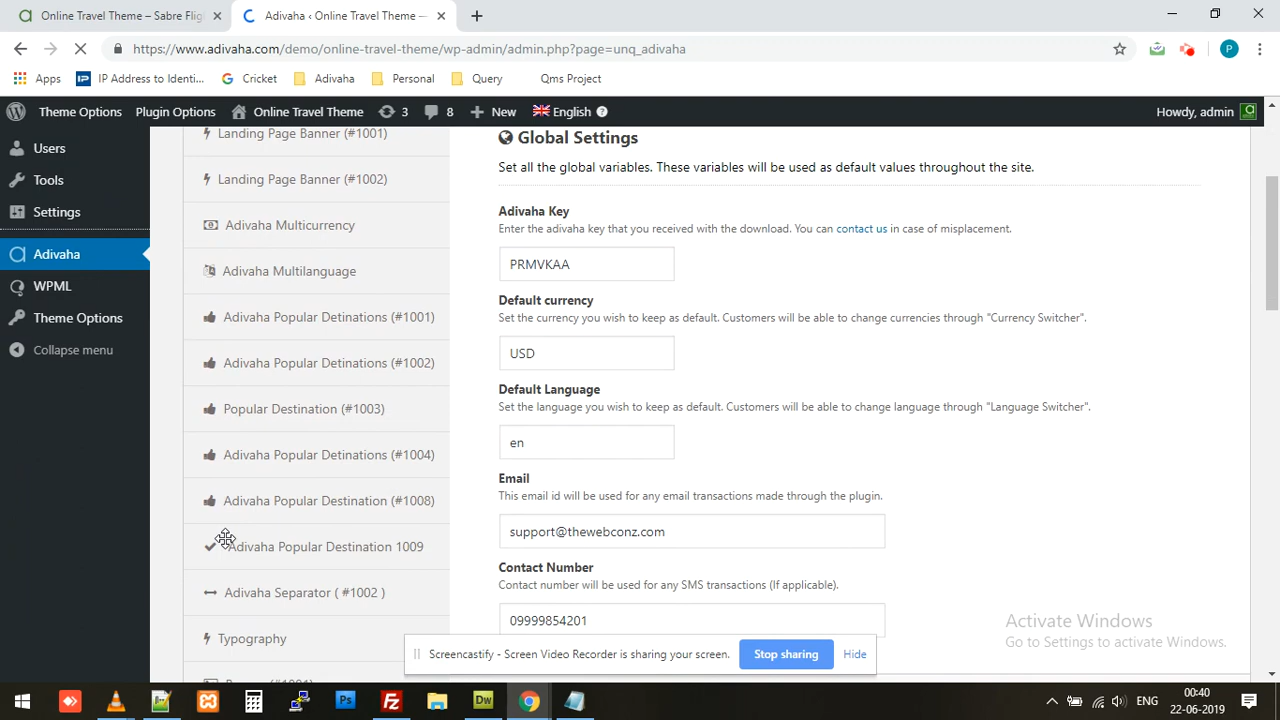 Online Travel Theme – Sabre Flig
Adivaha ‹ Online Travel Theme —
https://www.adivaha.com/demo/online-travel-theme/wp-admin/admin.php?page=unq_adivaha
P
Apps
IP
IP Address to Identi...
Cricket
Adivaha
Personal
Query
Qms Project
Theme Options
Plugin Options
Online Travel Theme
3
8
New
English
Howdy, admin
Users
Tools
Settings
Adivaha
WPML
Theme Options
Collapse menu
Landing Page Banner (#1001)
Landing Page Banner (#1002)
Adivaha Multicurrency
Adivaha Multilanguage
Adivaha Popular Detinations (#1001)
Adivaha Popular Detinations (#1002)
Popular Destination (#1003)
Adivaha Popular Detinations (#1004)
Adivaha Popular Destination (#1008)
Adivaha Popular Destination 1009
Adivaha Separator ( #1002 )
Typography
Global Settings
Set all the global variables. These variables will be used as default values throughout the site.
Adivaha Key
Enter the adivaha key that you received with the download. You can contact us in case of misplacement.
PRMVKAA
Default currency
Set the currency you wish to keep as default. Customers will be able to change currencies through "Currency Switcher".
USD
Default Language
Set the language you wish to keep as default. Customers will be able to change language through "Language Switcher".
en
Email
This email id will be used for any email transactions made through the plugin.
support@thewebconz.com
Contact Number
Contact number will be used for any SMS transactions (If applicable).
09999854201
Activate Windows
Go to Settings to activate Windows.
Screencastify - Screen Video Recorder is sharing your screen.
Stop sharing
Hide
Ps
Dw
ENG
00:40
22-06-2019